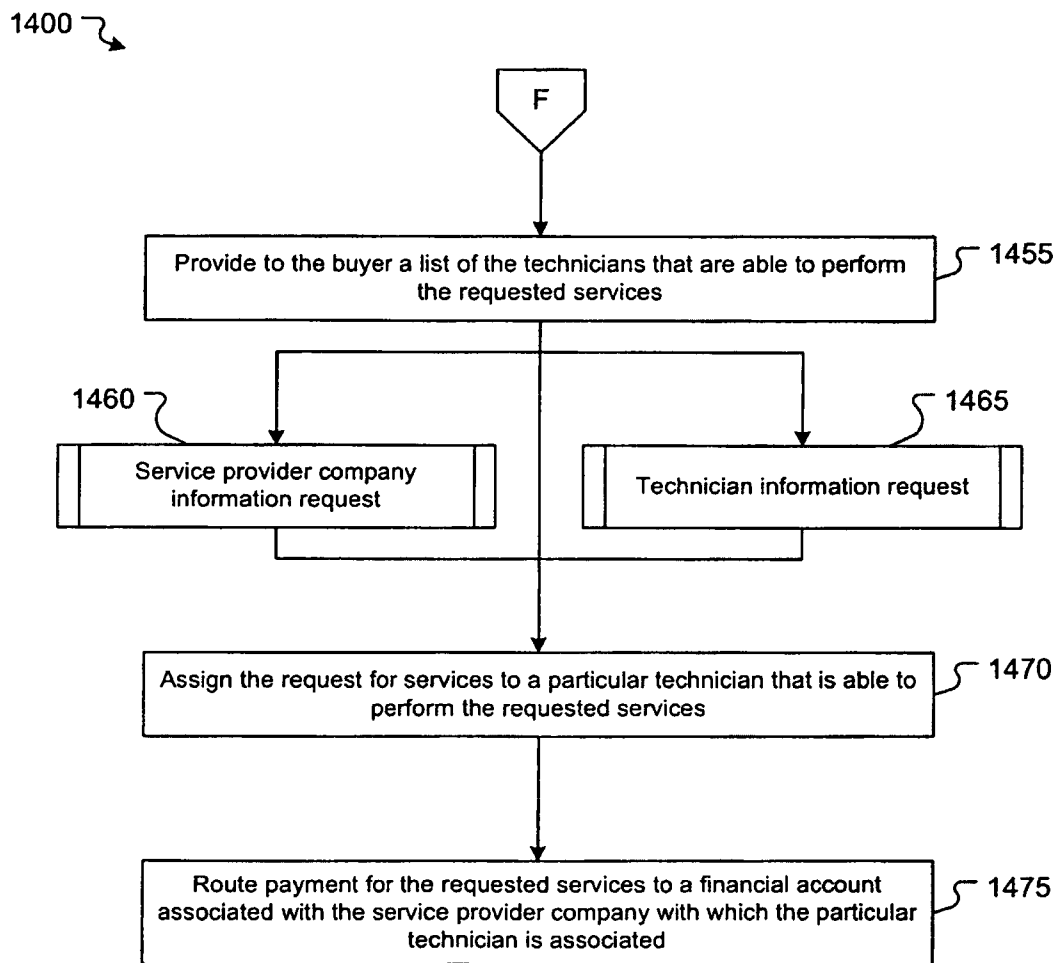 1400
F
Provide to the buyer a list of the technicians that are able to perform
the requested services
1455
1460
1465
Service provider company
information request
Technician information request
Assign the request for services to a particular technician that is able to
perform the requested services
1470
Route payment for the requested services to a financial account
associated with the service provider company with which the particular
technician is associated
1475